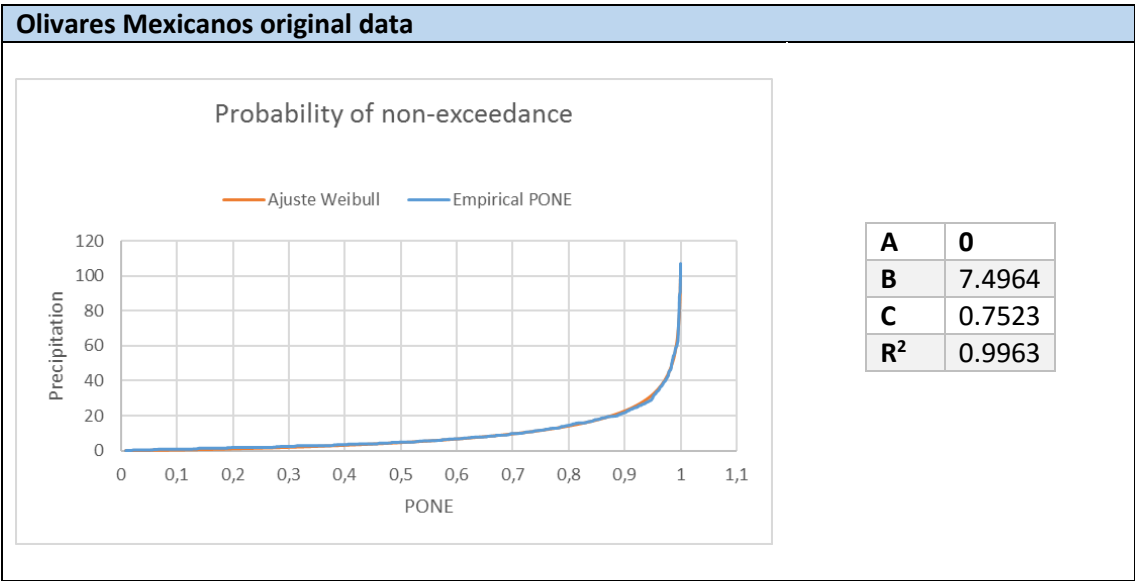 Olivares Mexicanos original data
Probability of non-exceedance
Ajuste Weibull Empirical PONE
120
100
80
60
40
20
0
Precipitation
0 0,1 0,2 0,3 0,4 0,5 0,6 0,7 0,8 0,9 1 1,1
PONE
A 0
B 7.4964
C 0.7523
R² 0.9963